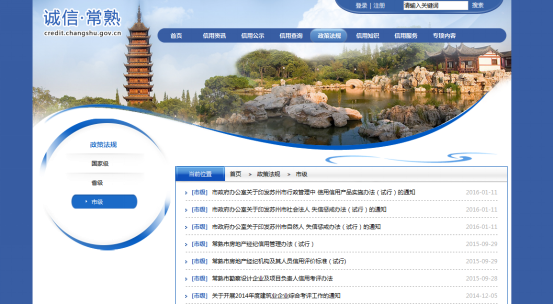 登录 | 注册
请输入关键词
搜索
诚信·常熟
credit.changshu.gov.cn
首页 信用资讯 信用公示 信用查询 政策法规 信用知识 信用服务 专项内容
政策法规
国家级
省级
市级
当前位置 首页 » 政策法规 » 市级
[市级] 市政府办公室关于印发苏州市行政管理中 信用信用产品实施办法（试行）的通知 2016-01-11
[市级] 市政府办公室关于印发苏州市社会法人 失信惩戒办法（试行）的通知 2016-01-11
[市级] 市政府办公室关于印发苏州市自然人 失信惩戒办法（试行）的通知 2016-01-11
[市级] 常熟市房地产经纪信用管理办法（试行） 2015-09-29
[市级] 常熟市房地产经纪机构及其人员信用评价标准（试行） 2015-09-29
[市级] 常熟市勘察设计企业及项目负责人信用考评办法 2015-09-28
[市级] 关于开展2014年度建筑业企业综合考评工作的通知 2014-12-05